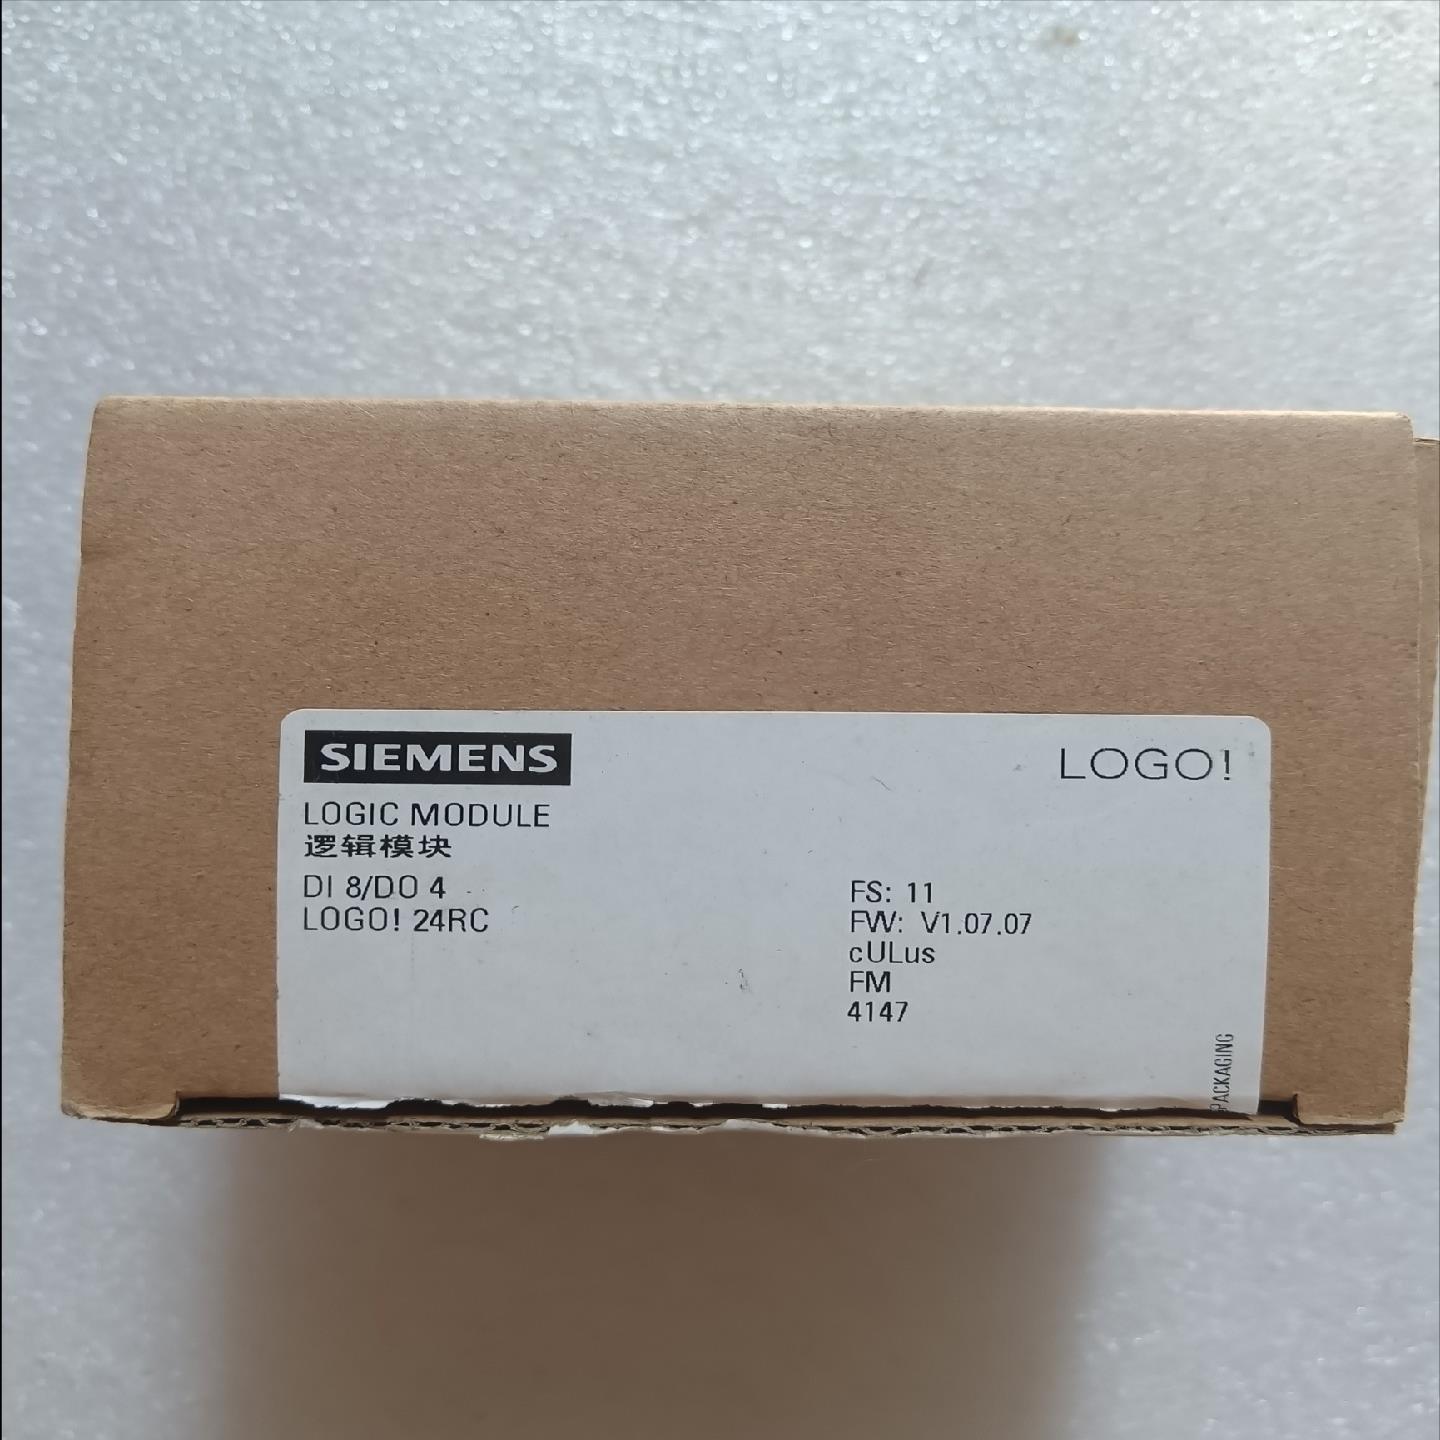 SIEMENS
LOGO!
LOGIC MODULE
逻辑模块
DI 8/DO 4
LOGO! 24RC
FS: 11
FW: V1.07.07
cULus
FM
4147
PACKAGING